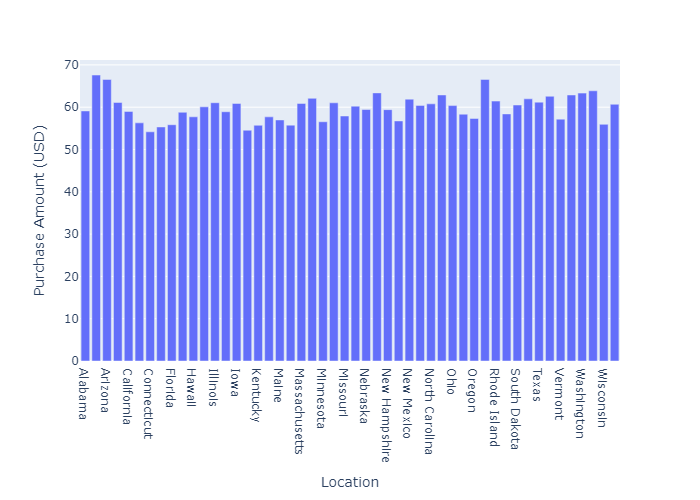 Purchase Amount (USD)
70
60
50
40
30
20
10
0
Alabama
Arizona
California
Connecticut
Florida
Hawaii
Illinois
Iowa
Kentucky
Maine
Massachusetts
Minnesota
Missouri
Nebraska
New Hampshire
New Mexico
North Carolina
Ohio
Oregon
Rhode Island
South Dakota
Texas
Vermont
Washington
Wisconsin
Location